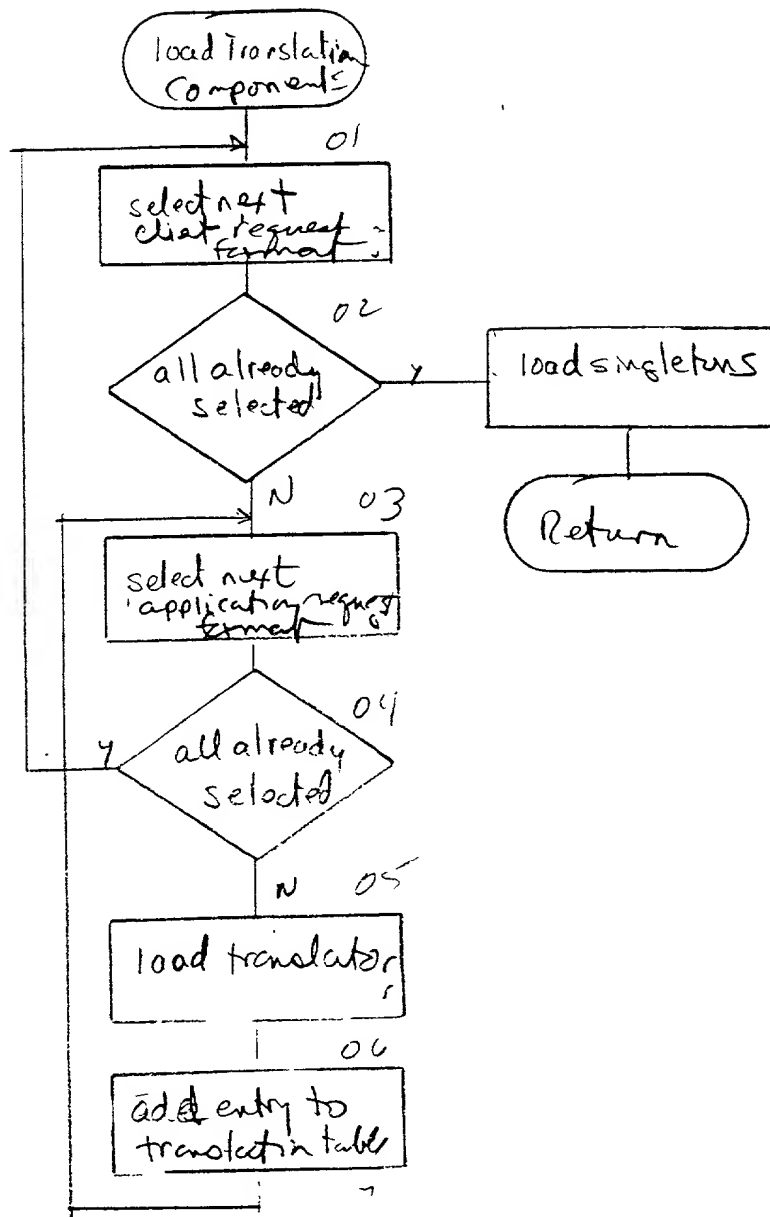 load Translation
Components
01
select next
client request
format
02
all already
selected
Y
load singletons
Return
N
03
select next
application request
format
04
all already
selected
Y
N
05
load translator
06
add entry to
translation table